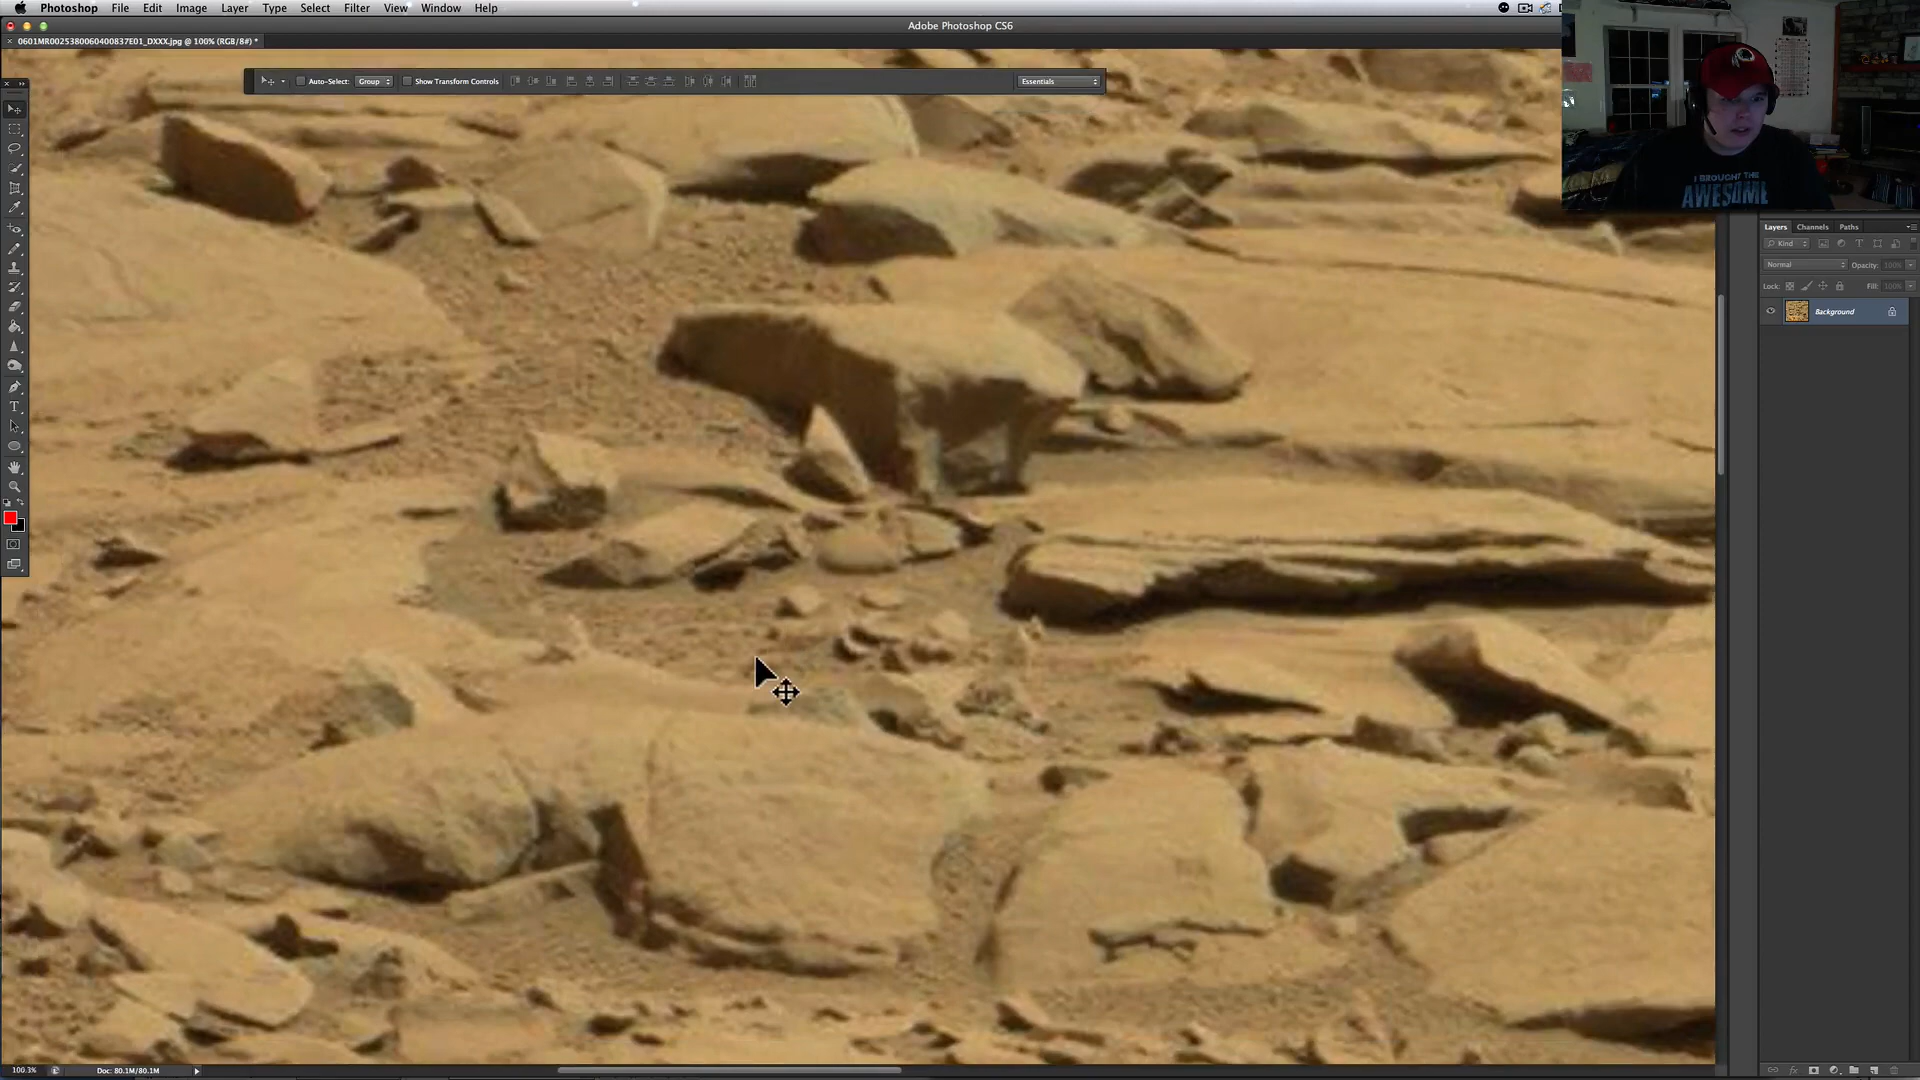 Photoshop File Edit Image Layer Type Select Filter View Window Help
Adobe Photoshop CS6
0601MR0025380060400837E01_DXXX.jpg @ 100% (RGB/8#) *
Auto-Select: Group Show Transform Controls Essentials
I BROUGHT THE
AWESOME
Layers Channels Paths
Kind
Normal Opacity: 100%
Lock: Fill: 100%
Background
T
100.3% Doc: 80.1M/80.1M